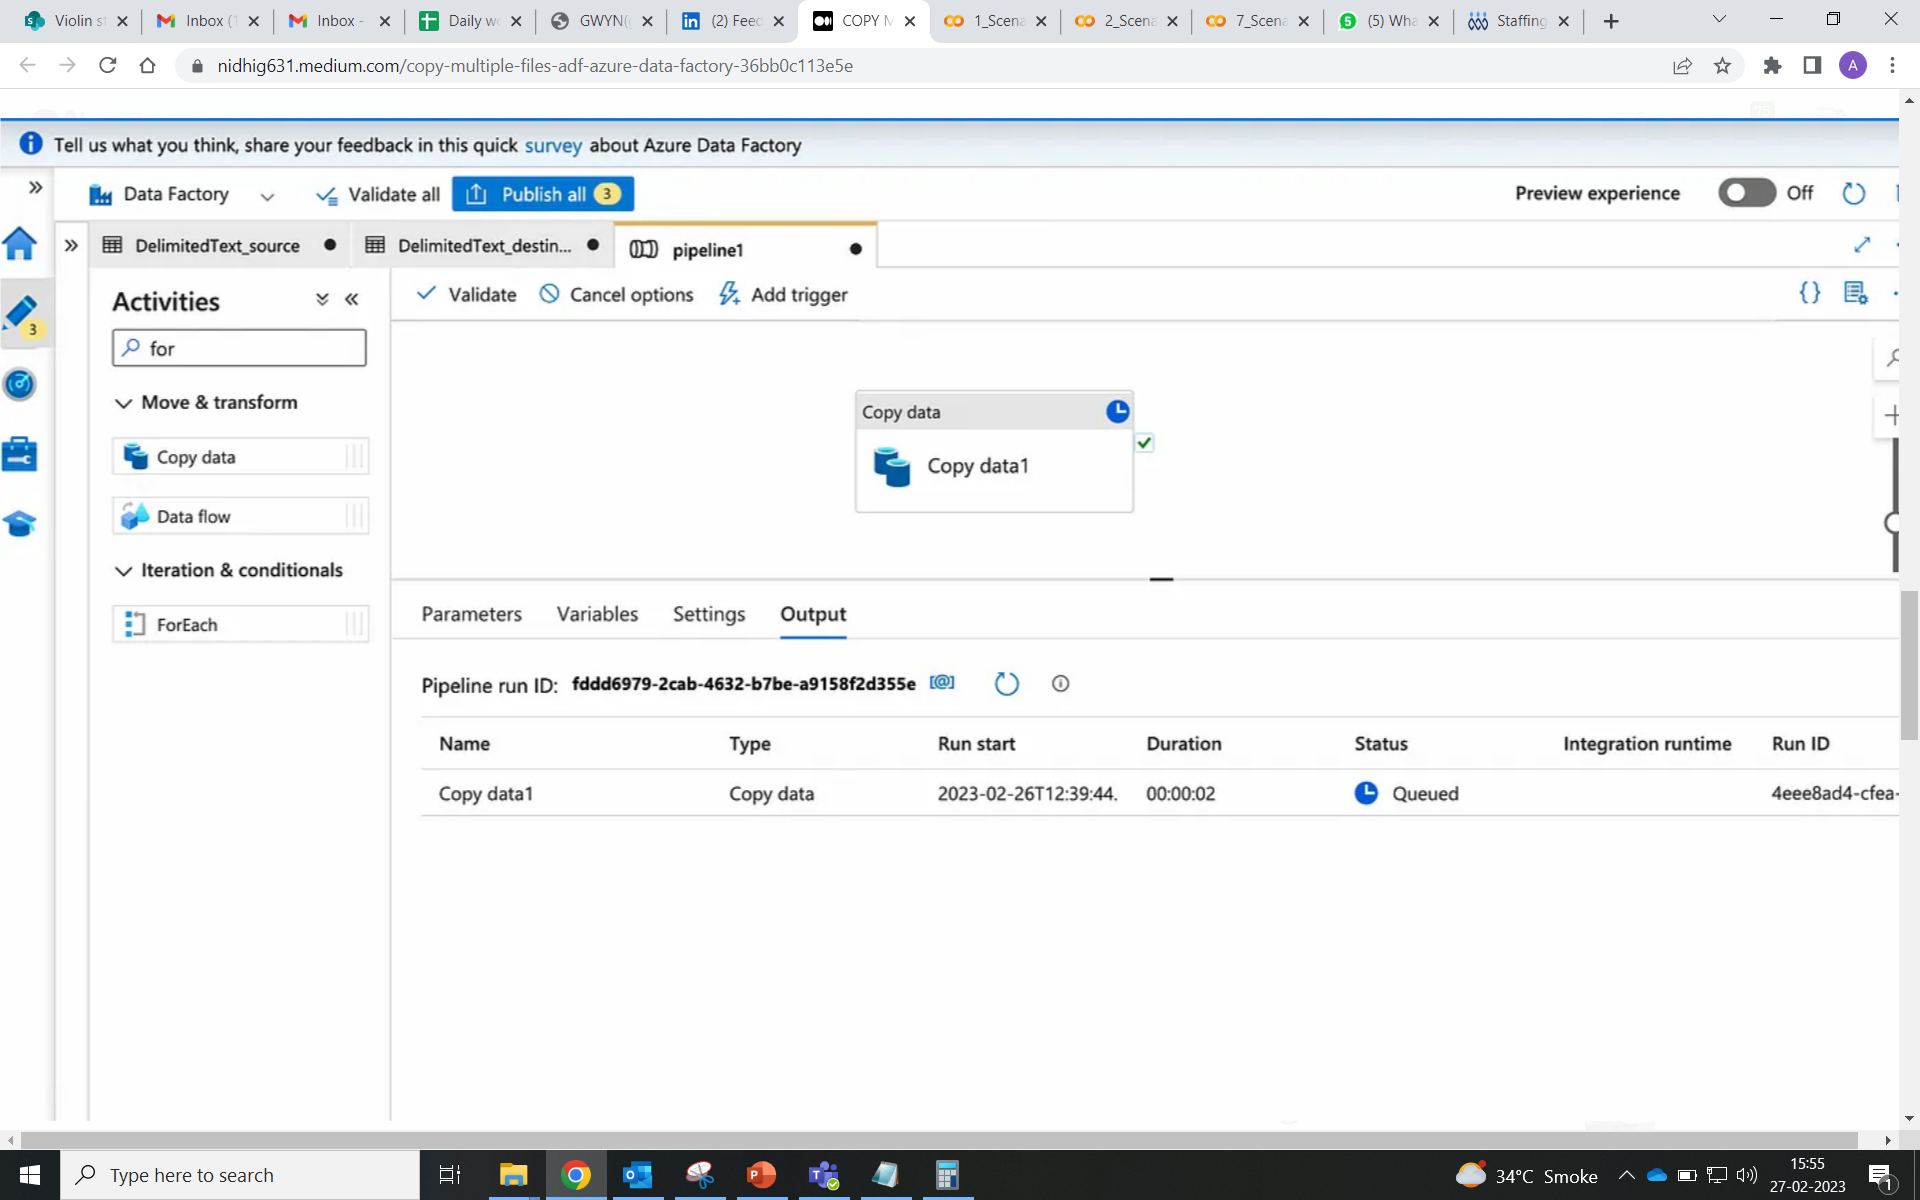 Violin s
Inbox (1
Inbox -
Daily wo
GWYN(
(2) Feed
COPY M
1_Scena
2_Scena
7_Scena
(5) Wha
Staffing
nidhig631.medium.com/copy-multiple-files-adf-azure-data-factory-36bb0c113e5e
A
Tell us what you think, share your feedback in this quick survey about Azure Data Factory
Data Factory
Validate all
Publish all 3
Preview experience
Off
DelimitedText_source
DelimitedText_destin...
pipeline1
Activities
Validate
Cancel options
Add trigger
3
for
Move & transform
Copy data
Data flow
Iteration & conditionals
ForEach
Copy data
Copy data1
Parameters
Variables
Settings
Output
Pipeline run ID: fddd6979-2cab-4632-b7be-a9158f2d355e
Name Type Run start Duration Status Integration runtime Run ID
Copy data1 Copy data 2023-02-26T12:39:44. 00:00:02 Queued 4eee8ad4-cfea-
Type here to search
34°C Smoke
15:55
27-02-2023
1